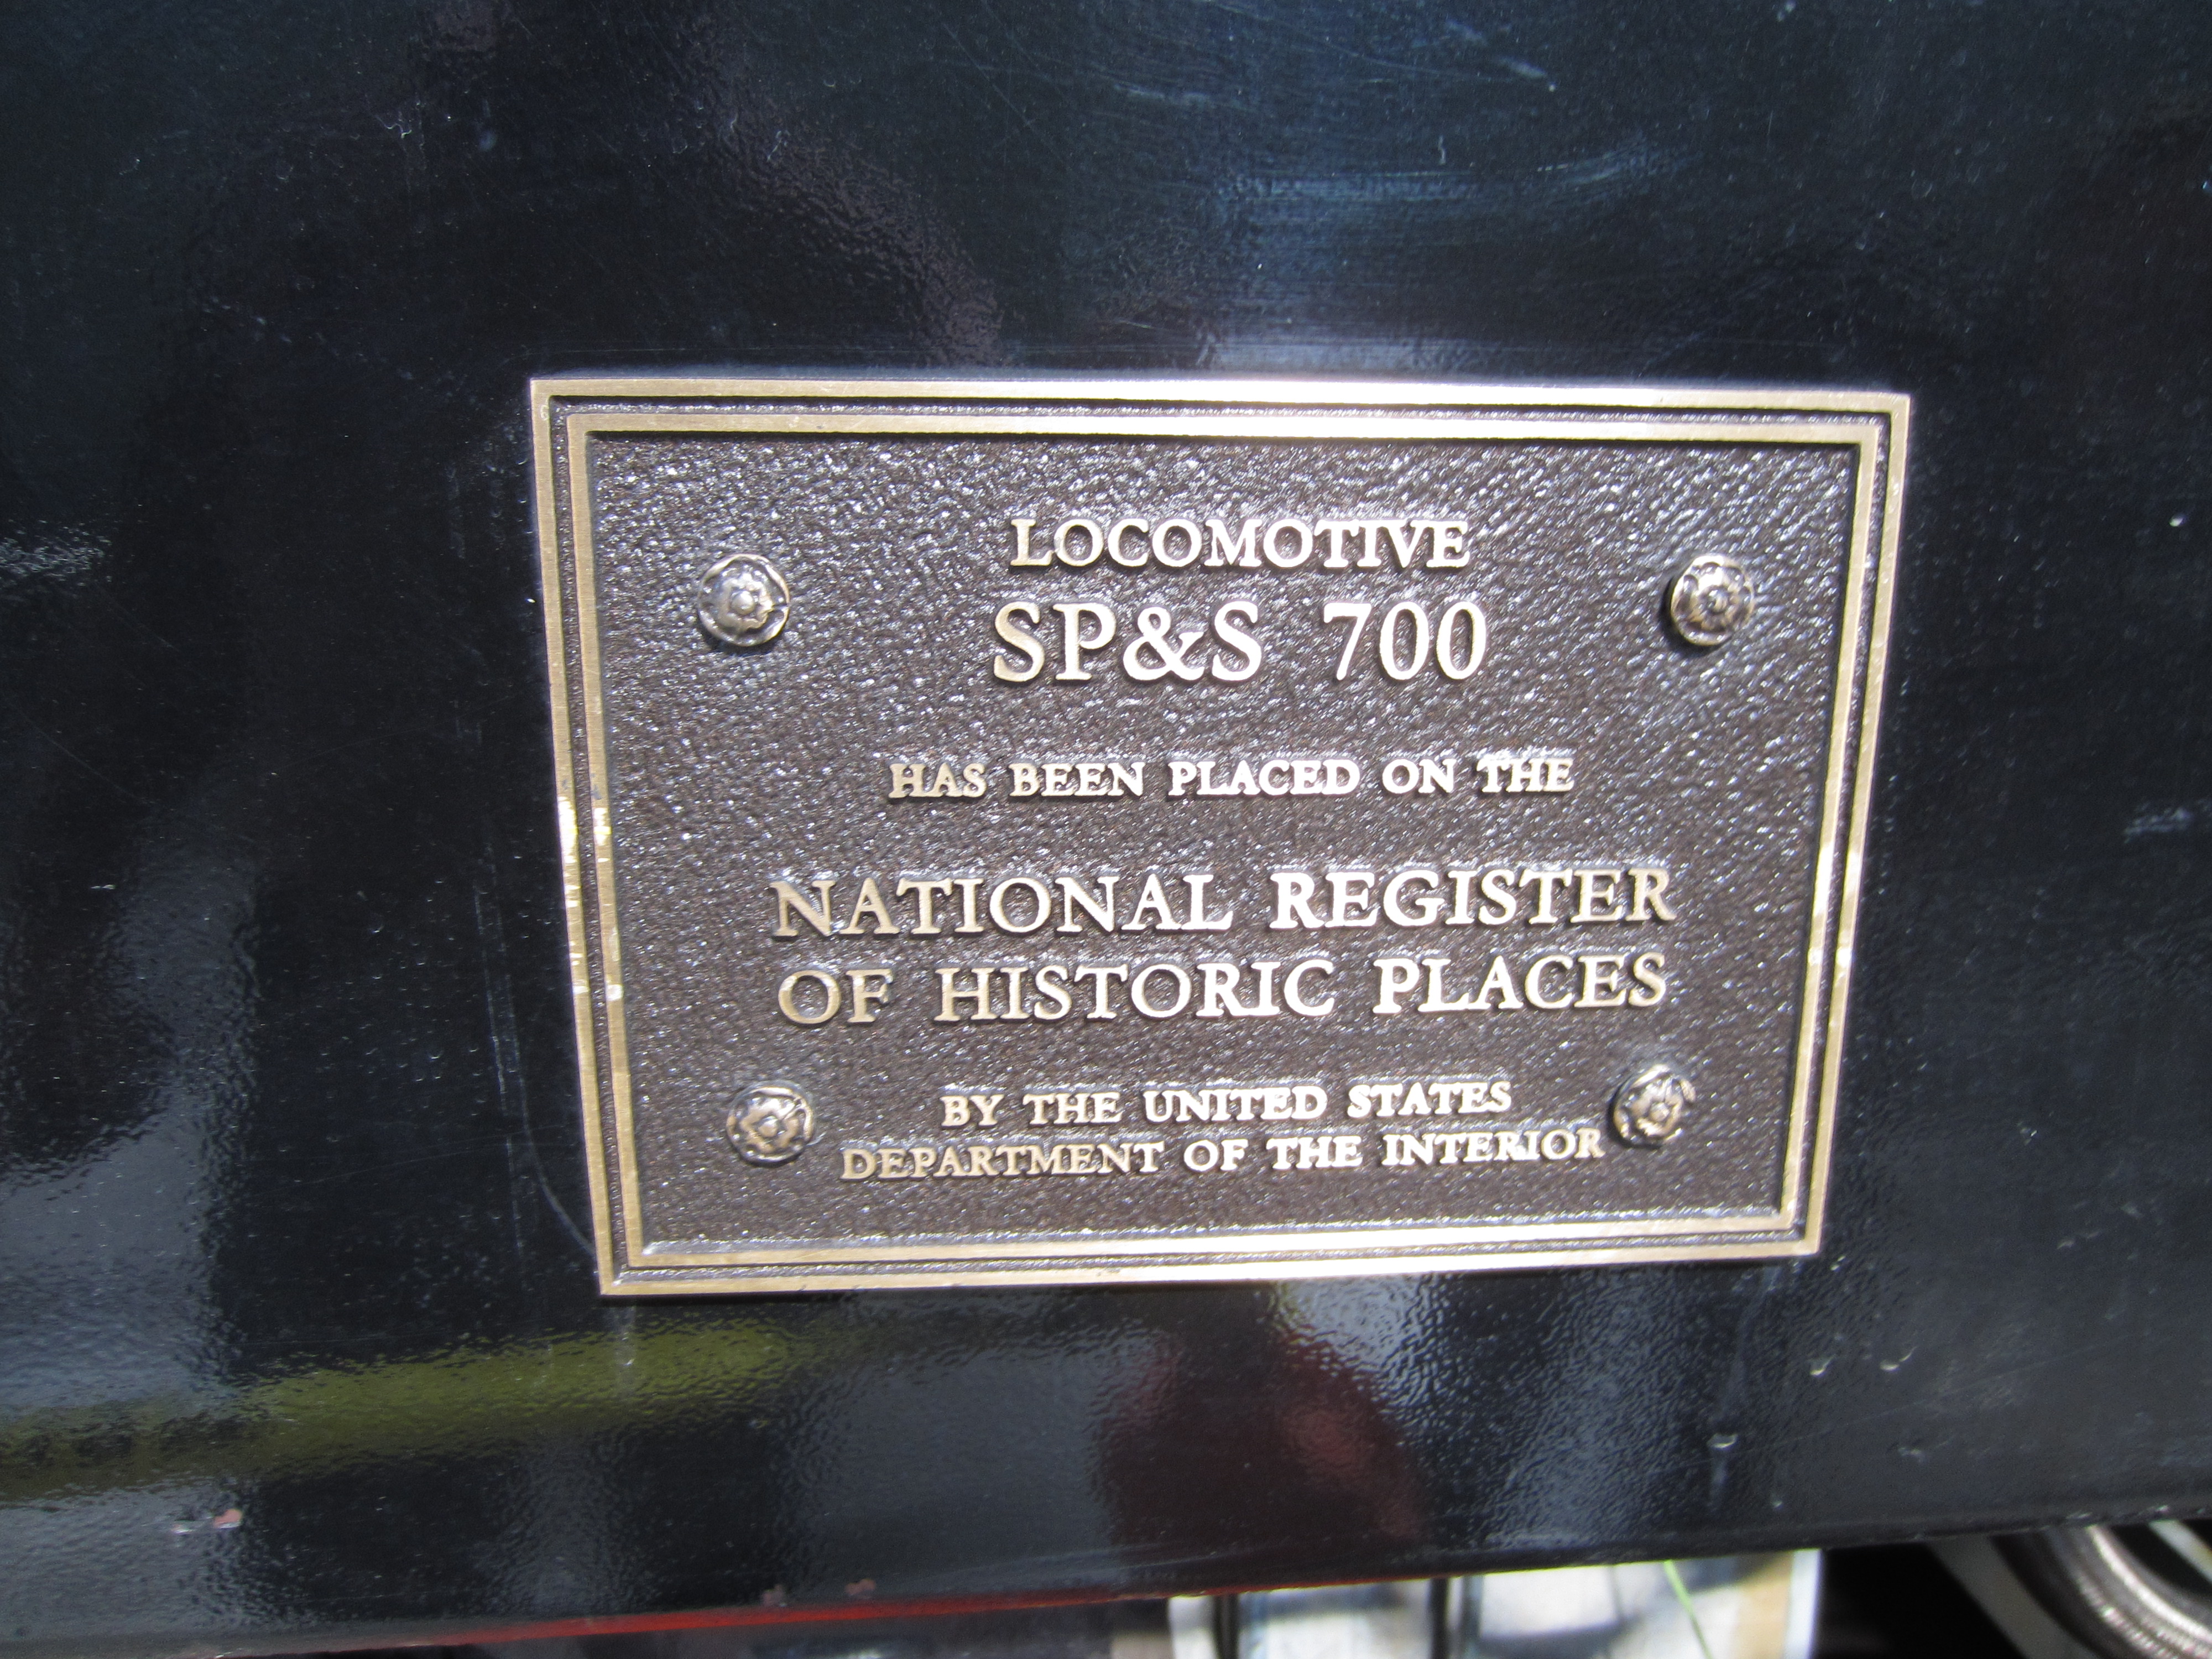 LOCOMOTIVE
SP&S 700
HAS BEEN PLACED ON THE
NATIONAL REGISTER
OF HISTORIC PLACES
BY THE UNITED STATES
DEPARTMENT OF THE INTERIOR